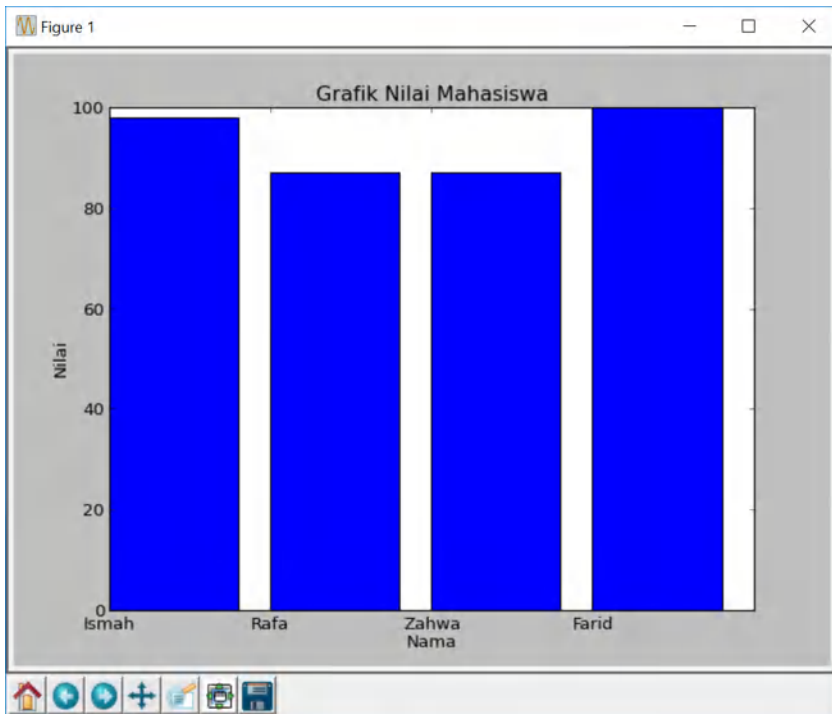 Figure 1
Grafik Nilai Mahasiswa
100
80
60
Nilai
40
20
0
Ismah Rafa Zahwa Farid
Nama